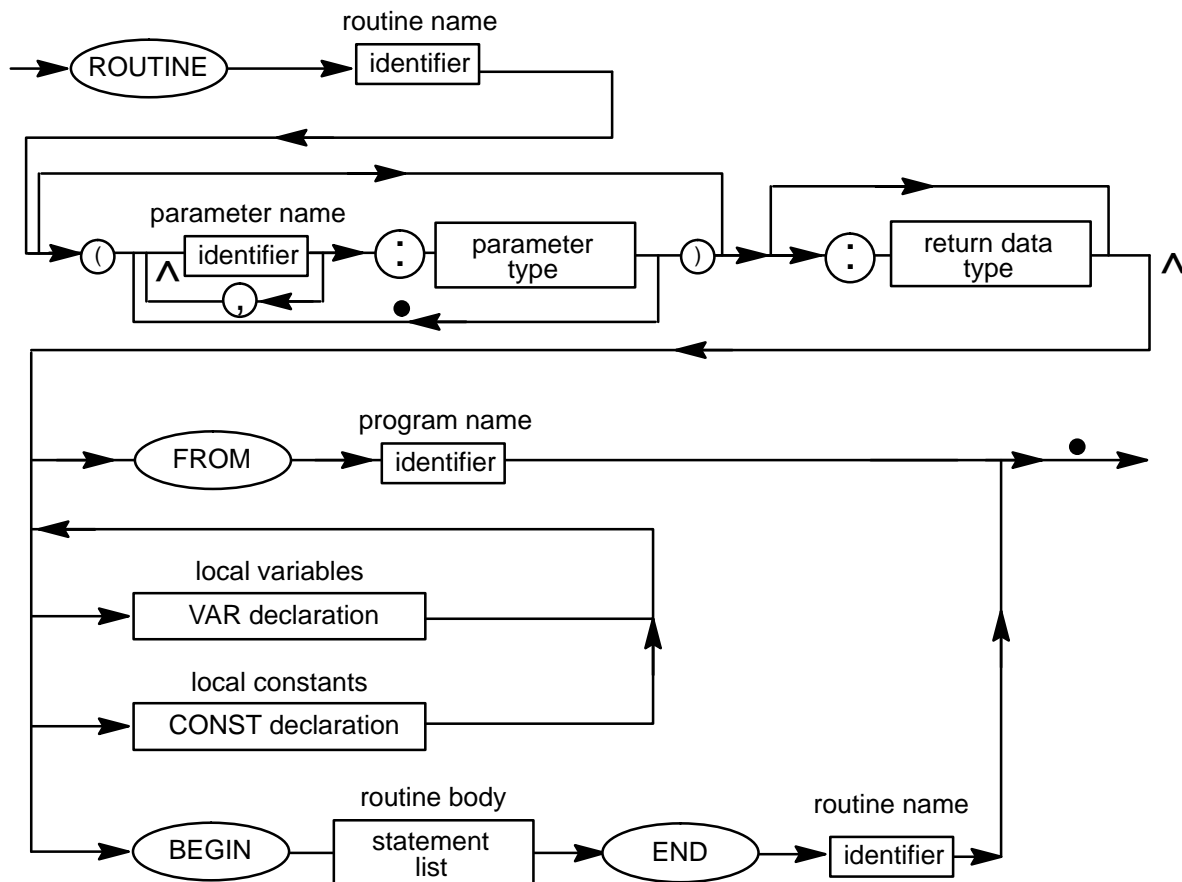 routine name
ROUTINE
identifier
parameter name
( identifier : parameter type ) : return data type
^
^
,
program name
FROM
identifier
local variables
VAR declaration
local constants
CONST declaration
routine body
routine name
BEGIN
statement list
END
identifier